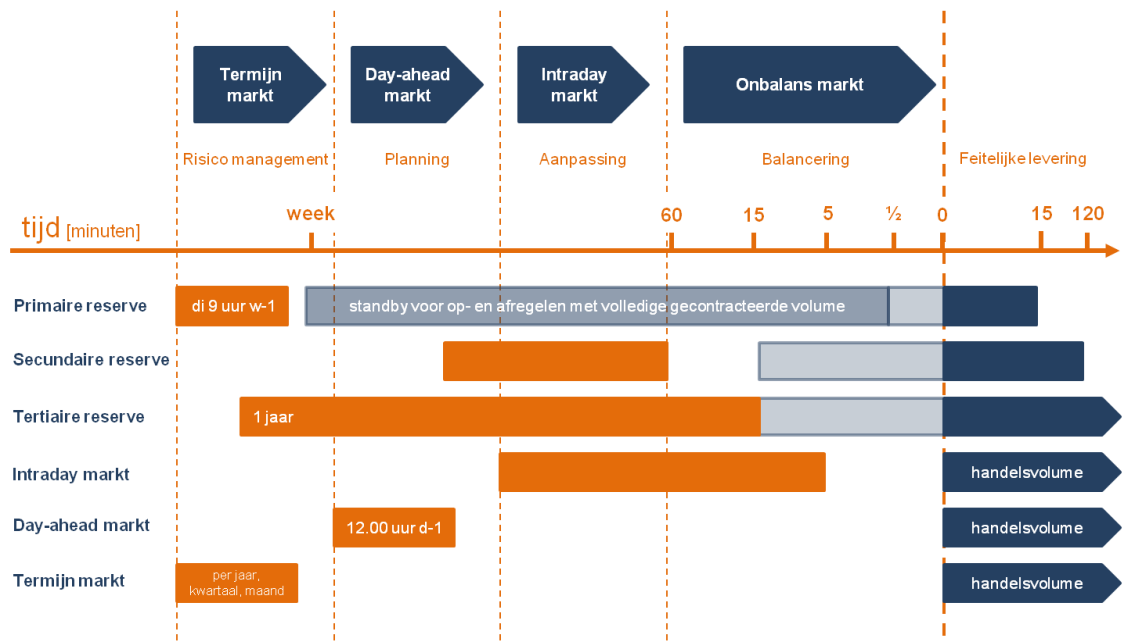 Termijn
markt
Day-ahead
markt
Intraday
markt
Onbalans markt
Risico management
Planning
Aanpassing
Balancering
Feitelijke levering
tijd [minuten]
week
60
15
5
½
0
15
120
Primaire reserve
di 9 uur w-1
standby voor op- en afregelen met volledige gecontracteerde volume
Secundaire reserve
Tertiaire reserve
1 jaar
Intraday markt
handelsvolume
Day-ahead markt
12.00 uur d-1
handelsvolume
Termijn markt
per jaar,
kwartaal, maand
handelsvolume